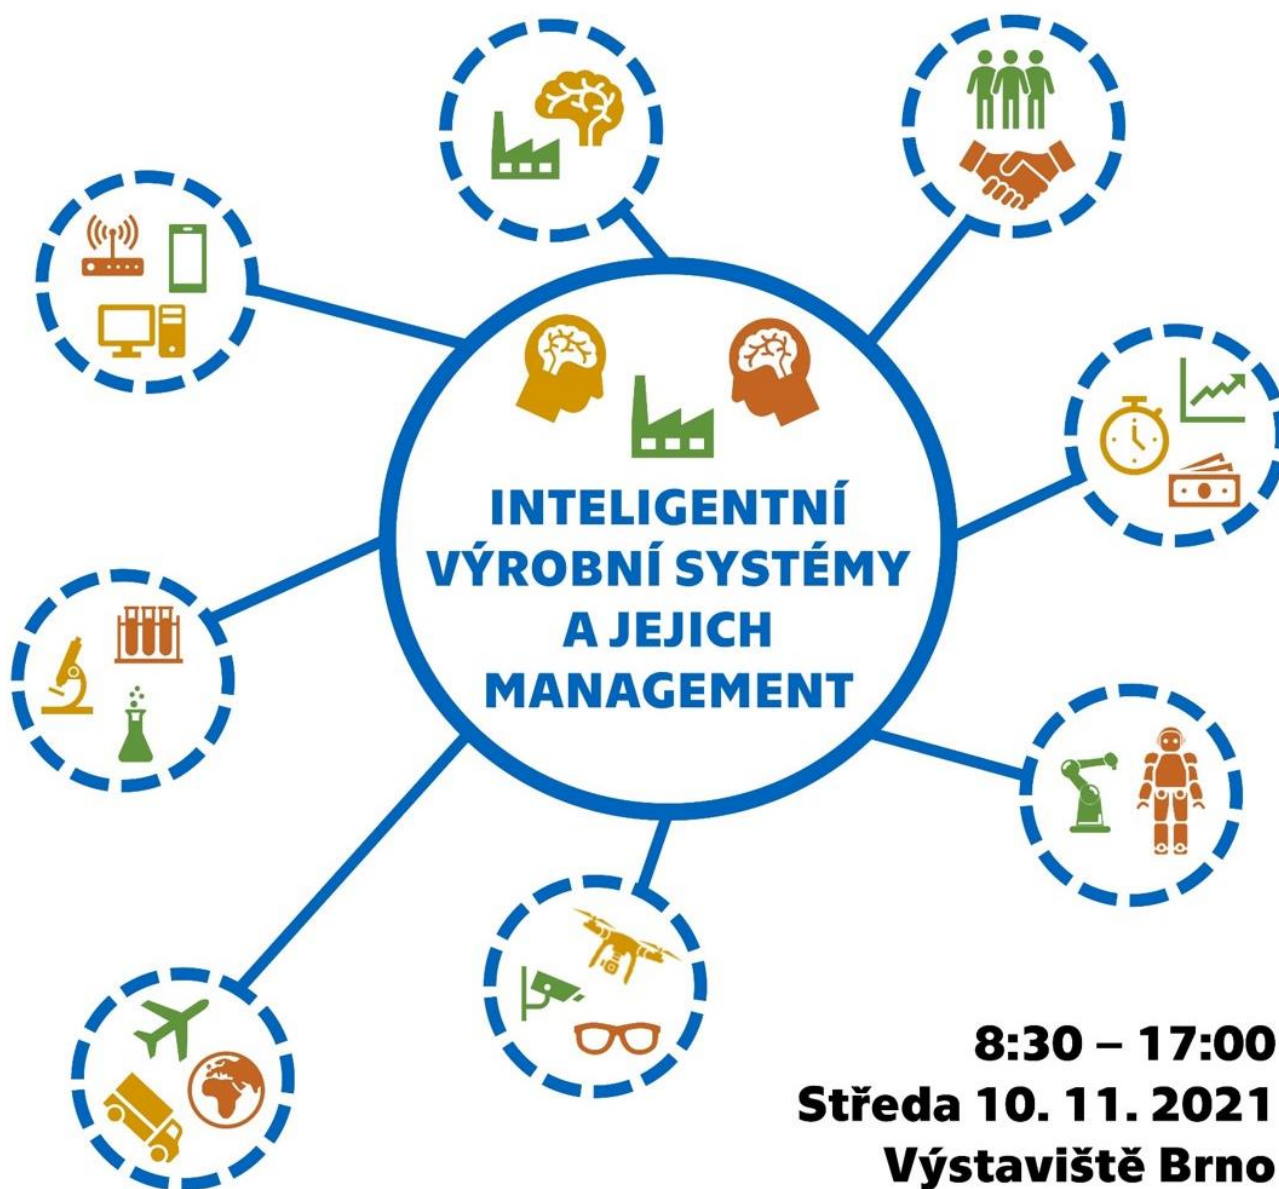 INTELIGENTNÍ
VÝROBNÍ SYSTÉMY
A JEJICH
MANAGEMENT
8:30 – 17:00
Středa 10. 11. 2021
Výstaviště Brno